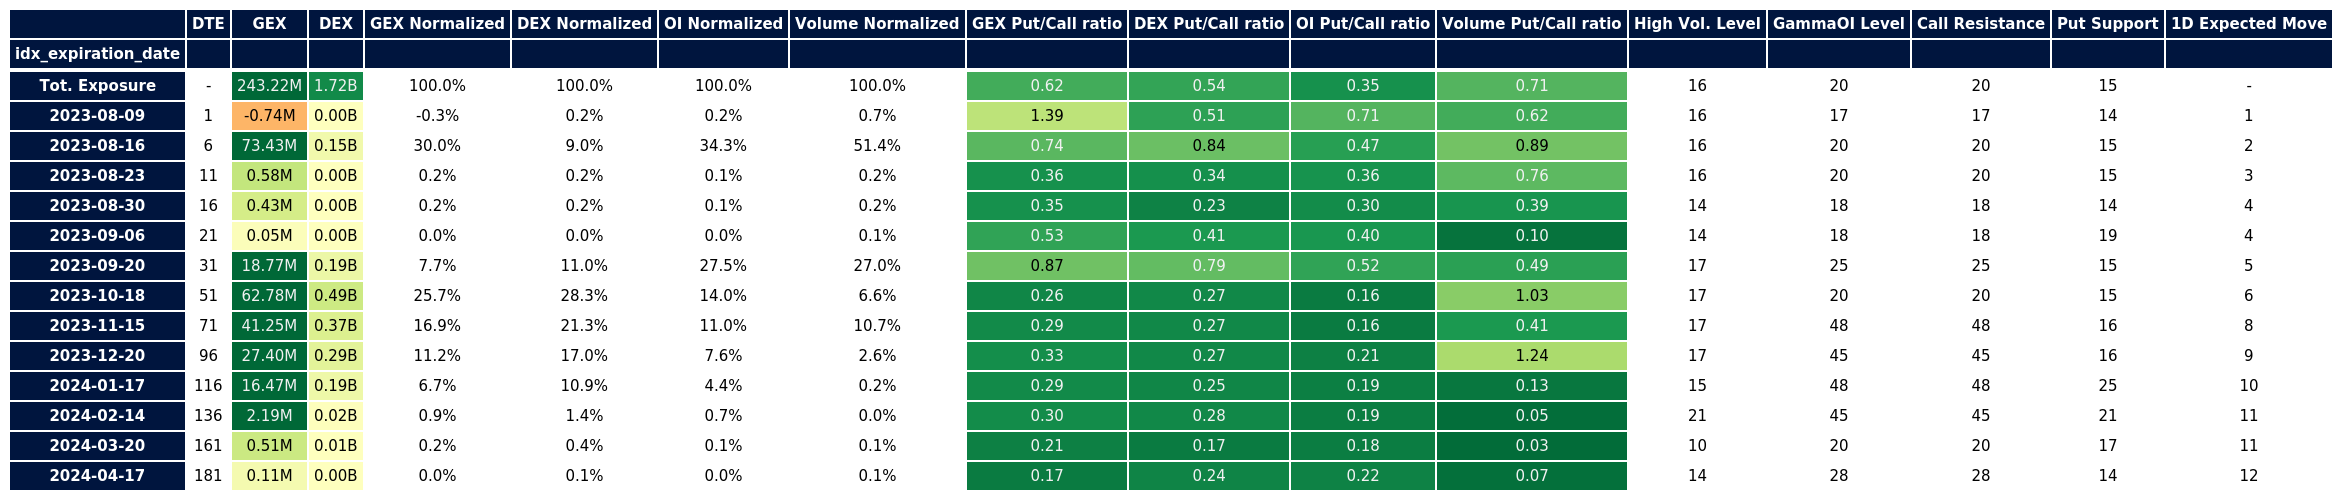 DTE GEX DEX GEX Normalized DEX Normalized OI Normalized Volume Normalized GEX Put/Call ratio DEX Put/Call ratio OI Put/Call ratio Volume Put/Call ratio High Vol. Level GammaOI Level Call Resistance Put Support 1D Expected Move
idx_expiration_date
Tot. Exposure - 243.22M 1.72B 100.0% 100.0% 100.0% 100.0% 0.62 0.54 0.35 0.71 16 20 20 15 -
2023-08-09 1 -0.74M 0.00B -0.3% 0.2% 0.2% 0.7% 1.39 0.51 0.71 0.62 16 17 17 14 1
2023-08-16 6 73.43M 0.15B 30.0% 9.0% 34.3% 51.4% 0.74 0.84 0.47 0.89 16 20 20 15 2
2023-08-23 11 0.58M 0.00B 0.2% 0.2% 0.1% 0.2% 0.36 0.34 0.36 0.76 16 20 20 15 3
2023-08-30 16 0.43M 0.00B 0.2% 0.2% 0.1% 0.2% 0.35 0.23 0.30 0.39 14 18 18 14 4
2023-09-06 21 0.05M 0.00B 0.0% 0.0% 0.0% 0.1% 0.53 0.41 0.40 0.10 14 18 18 19 4
2023-09-20 31 18.77M 0.19B 7.7% 11.0% 27.5% 27.0% 0.87 0.79 0.52 0.49 17 25 25 15 5
2023-10-18 51 62.78M 0.49B 25.7% 28.3% 14.0% 6.6% 0.26 0.27 0.16 1.03 17 20 20 15 6
2023-11-15 71 41.25M 0.37B 16.9% 21.3% 11.0% 10.7% 0.29 0.27 0.16 0.41 17 48 48 16 8
2023-12-20 96 27.40M 0.29B 11.2% 17.0% 7.6% 2.6% 0.33 0.27 0.21 1.24 17 45 45 16 9
2024-01-17 116 16.47M 0.19B 6.7% 10.9% 4.4% 0.2% 0.29 0.25 0.19 0.13 15 48 48 25 10
2024-02-14 136 2.19M 0.02B 0.9% 1.4% 0.7% 0.0% 0.30 0.28 0.19 0.05 21 45 45 21 11
2024-03-20 161 0.51M 0.01B 0.2% 0.4% 0.1% 0.1% 0.21 0.17 0.18 0.03 10 20 20 17 11
2024-04-17 181 0.11M 0.00B 0.0% 0.1% 0.0% 0.1% 0.17 0.24 0.22 0.07 14 28 28 14 12